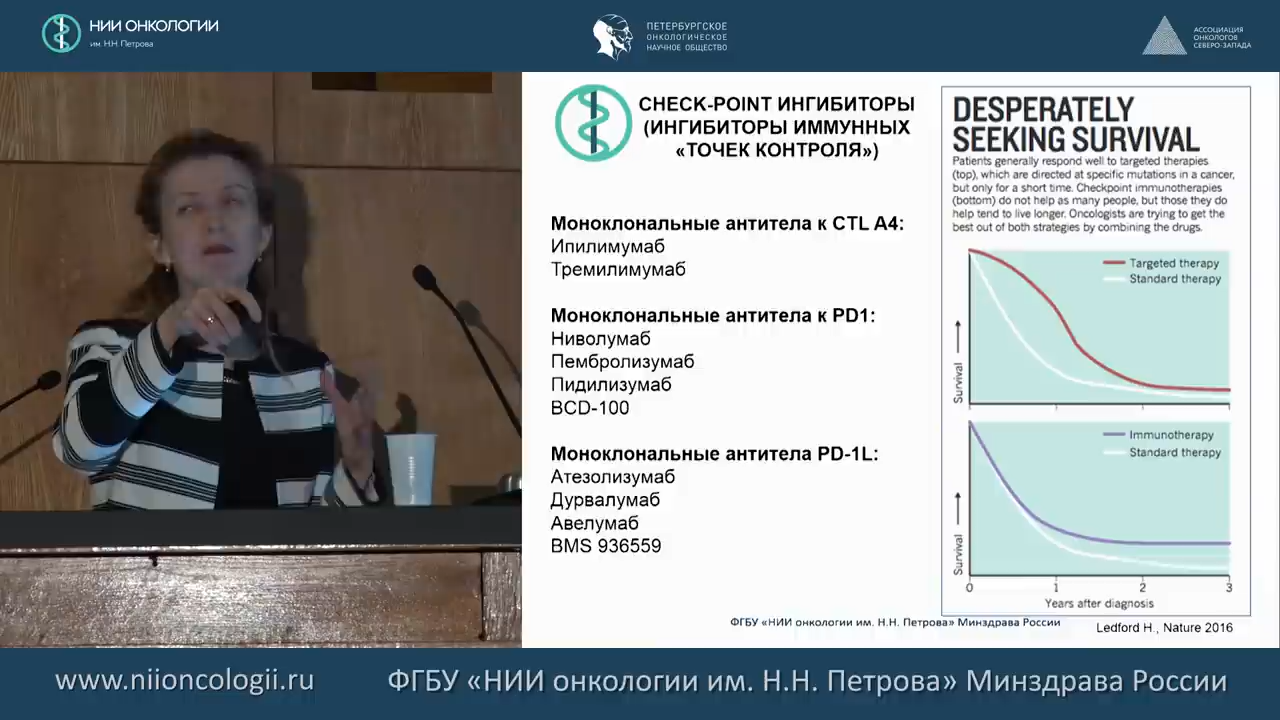 НИИ ОНКОЛОГИИ
им. Н.Н. Петрова
ПЕТЕРБУРГСКОЕ
ОНКОЛОГИЧЕСКОЕ
НАУЧНОЕ ОБЩЕСТВО
АССОЦИАЦИЯ
ОНКОЛОГОВ
СЕВЕРО-ЗАПАДА
CHECK-POINT ИНГИБИТОРЫ
(ИНГИБИТОРЫ ИММУННЫХ
«ТОЧЕК КОНТРОЛЯ»)
Моноклональные антитела к CTL A4:
Ипилимумаб
Тремилимумаб
Моноклональные антитела к PD1:
Ниволумаб
Пембролизумаб
Пидилизумаб
BCD-100
Моноклональные антитела PD-1L:
Атезолизумаб
Дурвалумаб
Авелумаб
BMS 936559
DESPERATELY
SEEKING SURVIVAL
Patients generally respond well to targeted therapies
(top), which are directed at specific mutations in a cancer,
but only for a short time. Checkpoint immunotherapies
(bottom) do not help as many people, but those they do
help tend to live longer. Oncologists are trying to get the
best out of both strategies by combining the drugs.
Targeted therapy
Standard therapy
Survival
Immunotherapy
Standard therapy
Survival
0 1 2 3
Years after diagnosis
ФГБУ «НИИ онкологии им. Н.Н. Петрова» Минздрава России
Ledford H., Nature 2016
www.niioncologii.ru
ФГБУ «НИИ онкологии им. Н.Н. Петрова» Минздрава России